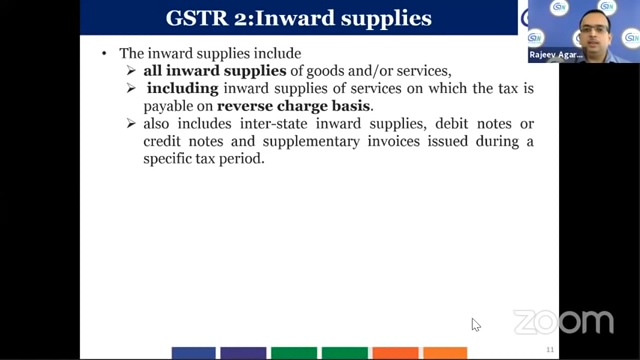 GSTR 2:Inward supplies
• The inward supplies include
➢ all inward supplies of goods and/or services,
➢ including inward supplies of services on which the tax is
payable on reverse charge basis.
➢ also includes inter-state inward supplies, debit notes or
credit notes and supplementary invoices issued during a
specific tax period.
Rajeev Agar...
zoom
11